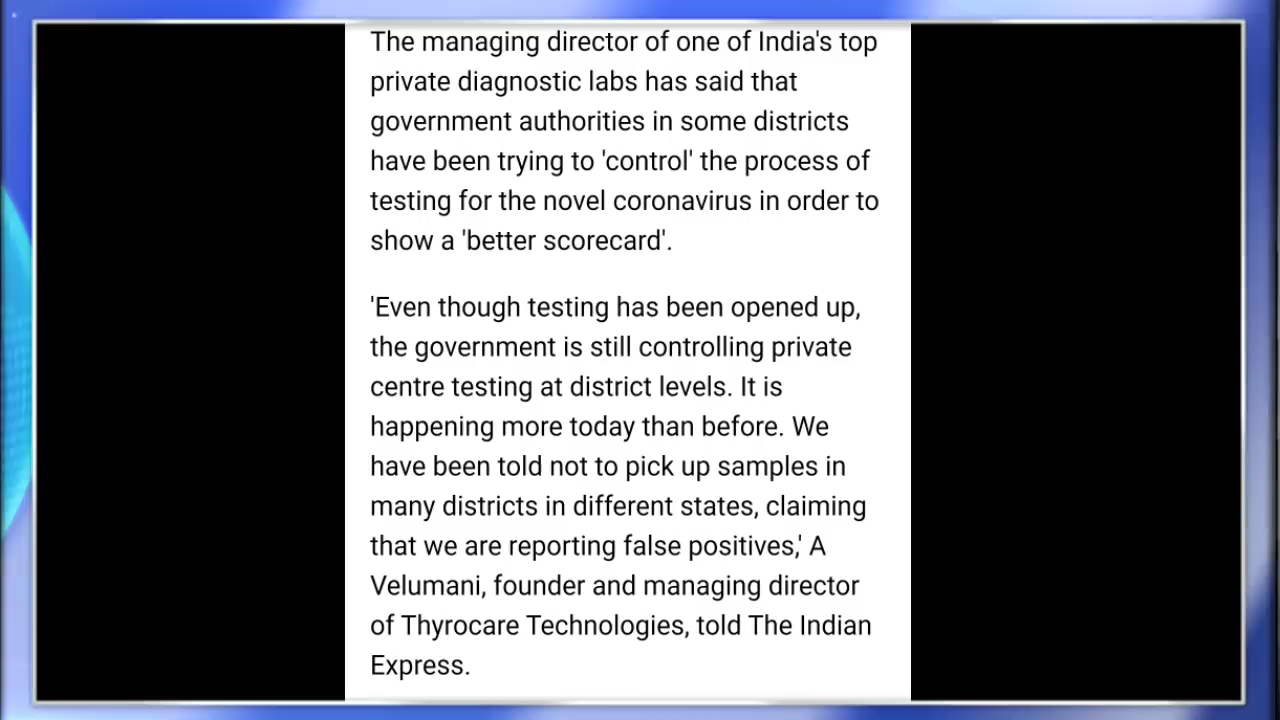 The managing director of one of India's top
private diagnostic labs has said that
government authorities in some districts
have been trying to 'control' the process of
testing for the novel coronavirus in order to
show a 'better scorecard'.
'Even though testing has been opened up,
the government is still controlling private
centre testing at district levels. It is
happening more today than before. We
have been told not to pick up samples in
many districts in different states, claiming
that we are reporting false positives,' A
Velumani, founder and managing director
of Thyrocare Technologies, told The Indian
Express.